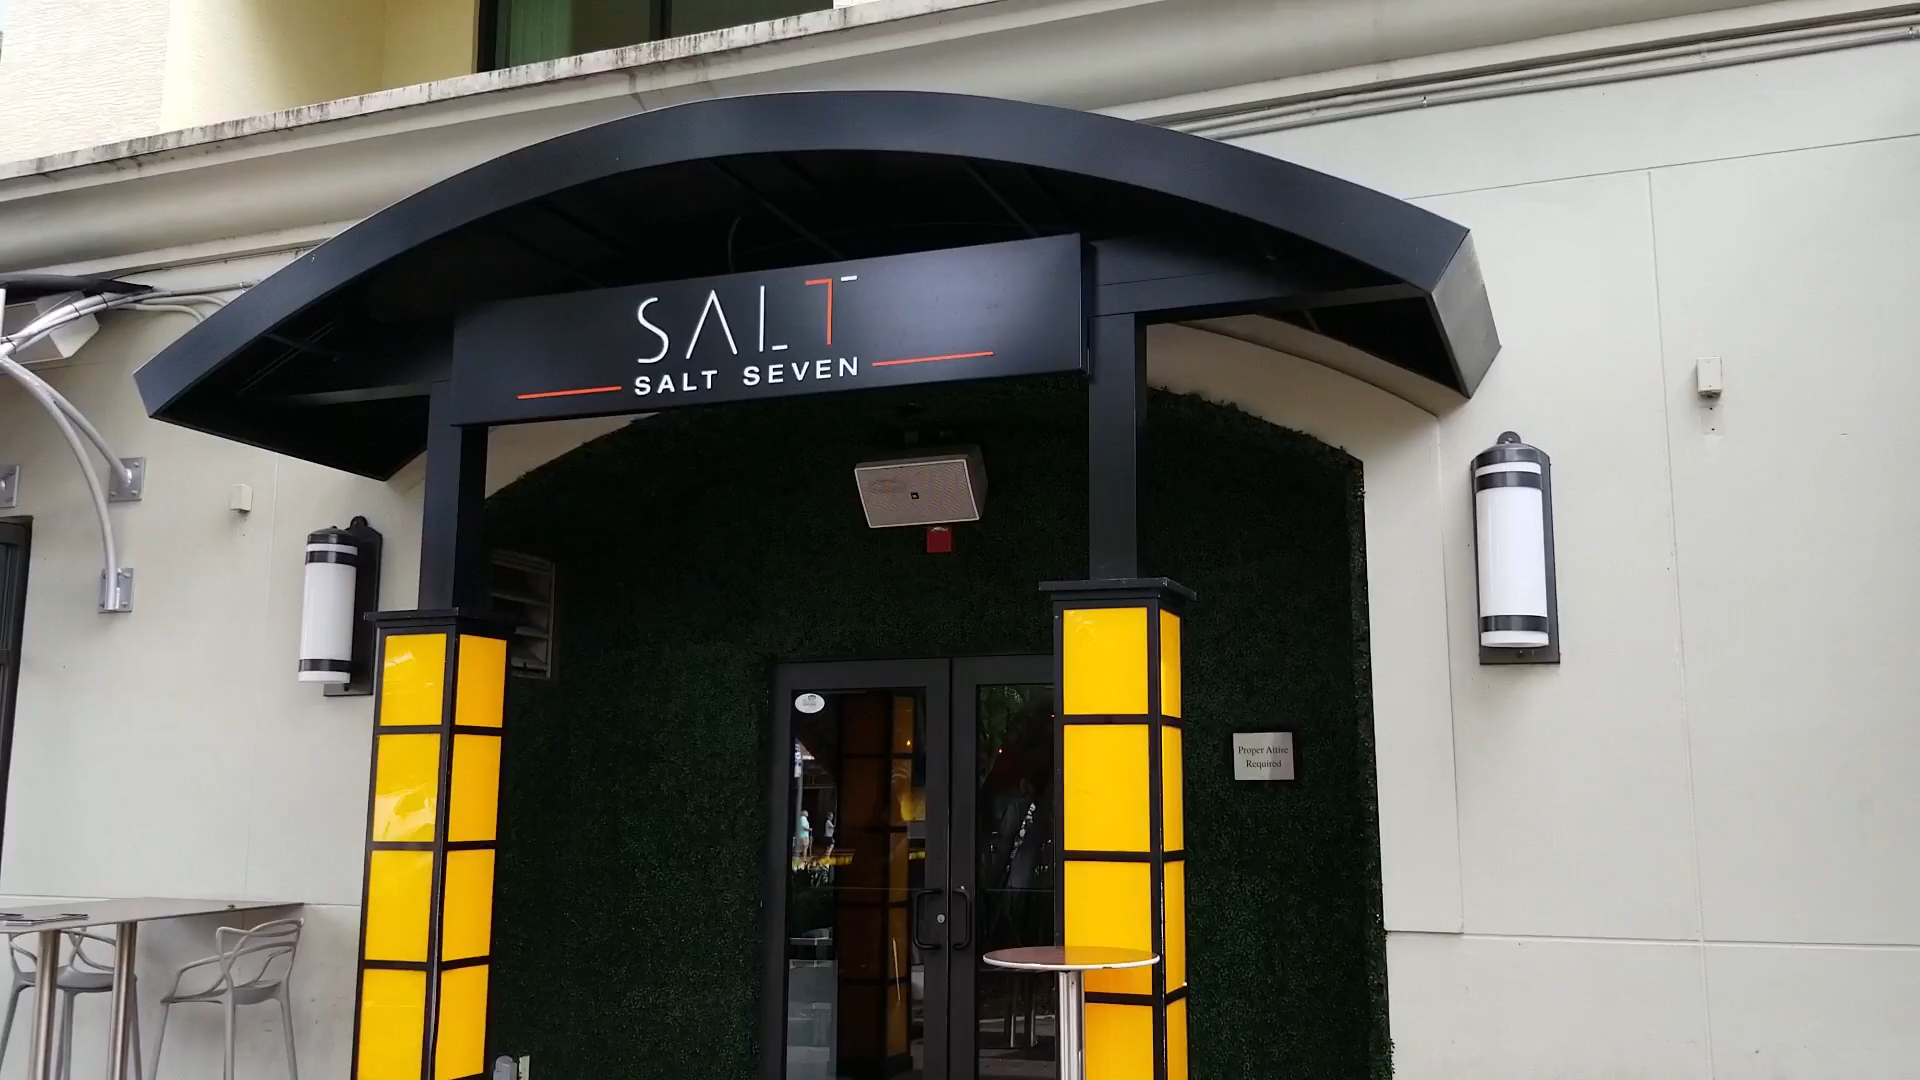 SALT
SALT SEVEN
Proper Attire
Required